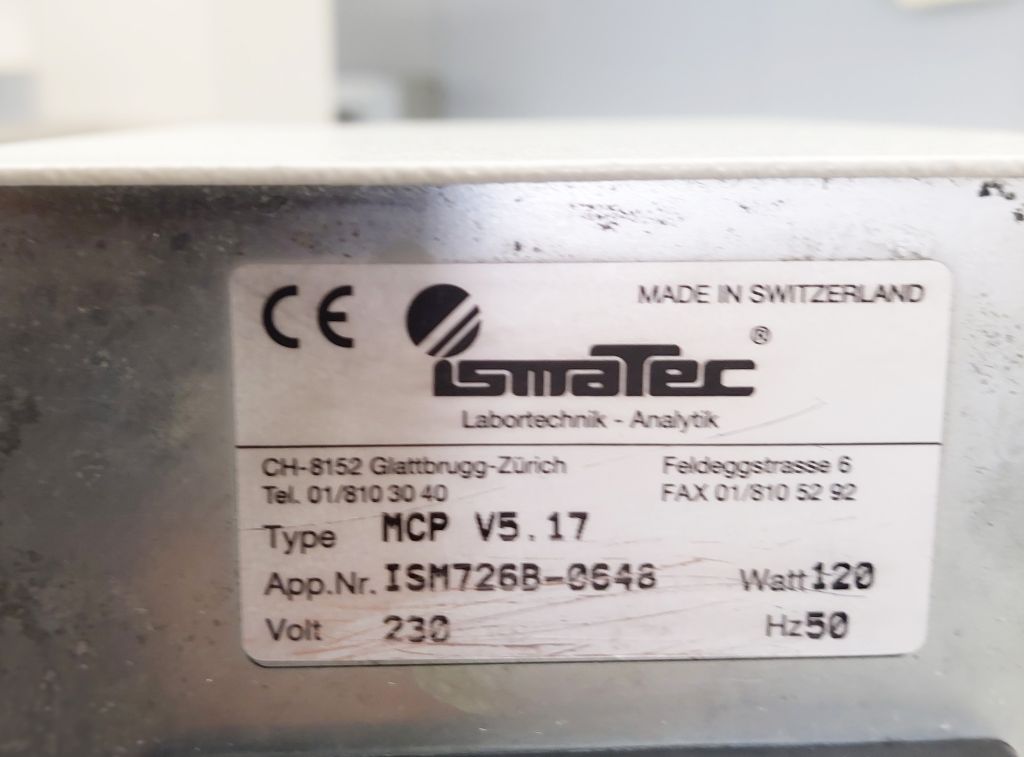 CE MADE IN SWITZERLAND
ismatec ®
Labortechnik - Analytik
CH-8152 Glattbrugg-Zürich Feldeggstrasse 6
Tel. 01/810 30 40 FAX 01/810 52 92
Type MCP V5.17
App.Nr. ISM726B-0648 Watt 120
Volt 230 Hz 50